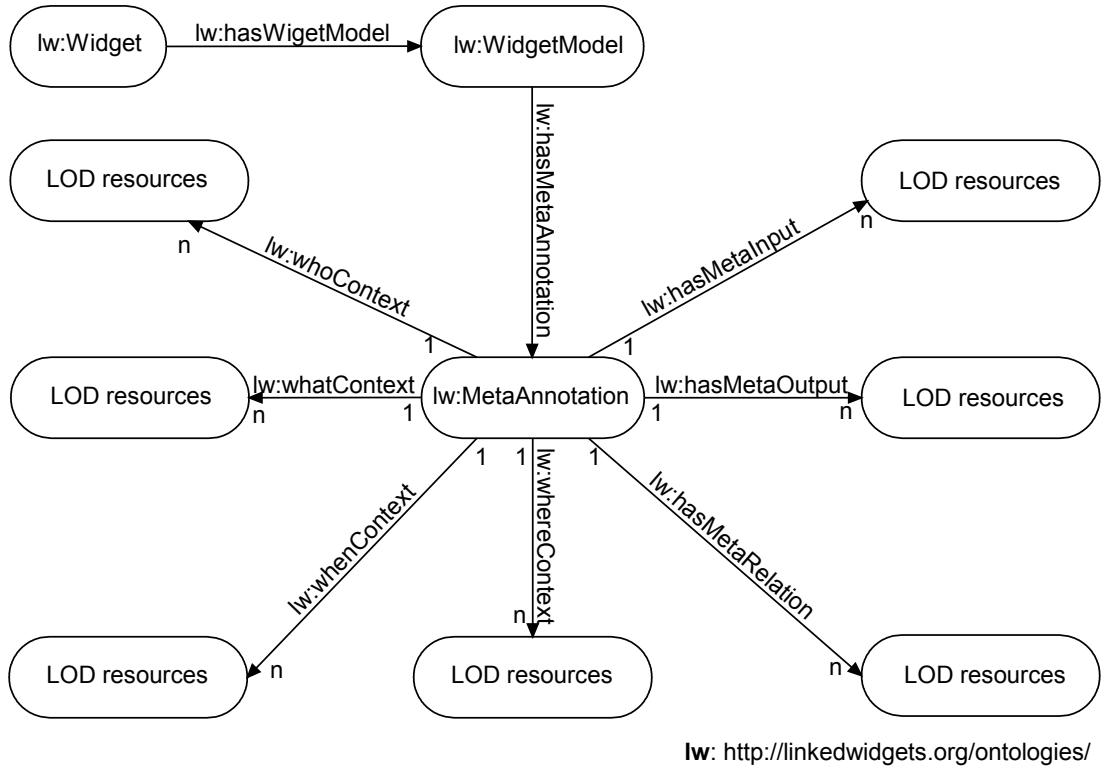 lw:Widget
lw:hasWigetModel
lw:WidgetModel
lw:hasMetaAnnotation
LOD resources
n
lw:whoContext
1
LOD resources
n
lw:hasMetaInput
1
LOD resources
lw:whatContext
n
1
lw:MetaAnnotation
lw:hasMetaOutput
1
n
LOD resources
1
lw:whenContext
n
LOD resources
1
lw:whereContext
n
LOD resources
1
lw:hasMetaRelation
n
LOD resources
lw: http://linkedwidgets.org/ontologies/